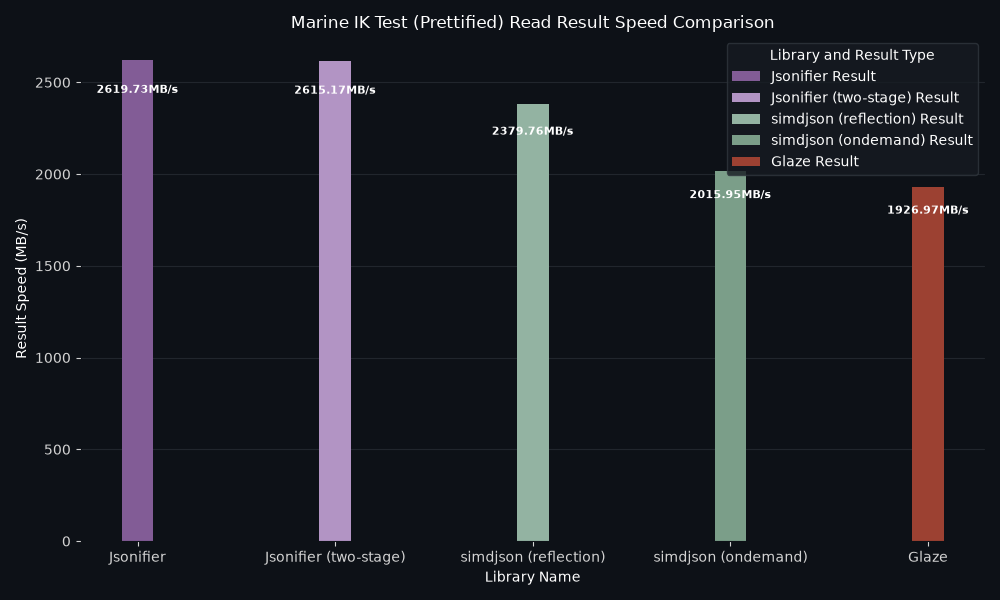 Marine IK Test (Prettified) Read Result Speed Comparison
Library and Result Type
Jsonifier Result
Jsonifier (two-stage) Result
simdjson (reflection) Result
simdjson (ondemand) Result
Glaze Result
2619.73MB/s
2615.17MB/s
2379.76MB/s
2015.95MB/s
1926.97MB/s
Result Speed (MB/s)
2500
2000
1500
1000
500
0
Jsonifier
Jsonifier (two-stage)
simdjson (reflection)
simdjson (ondemand)
Glaze
Library Name